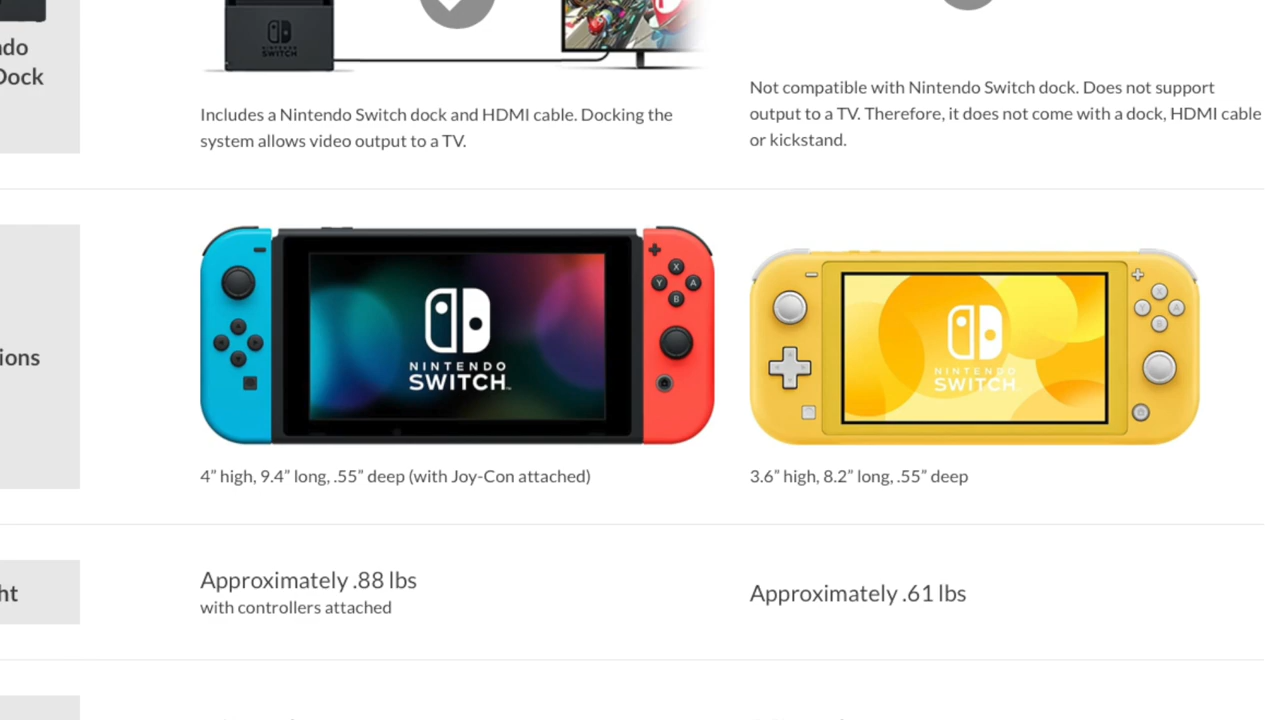 ndo
Dock
NINTENDO
SWITCH
Includes a Nintendo Switch dock and HDMI cable. Docking the
system allows video output to a TV.
Not compatible with Nintendo Switch dock. Does not support
output to a TV. Therefore, it does not come with a dock, HDMI cable
or kickstand.
ions
X
Y A
B
NINTENDO
SWITCH
4” high, 9.4” long, .55” deep (with Joy-Con attached)
X
Y A
B
NINTENDO
SWITCH
3.6” high, 8.2” long, .55” deep
ht
Approximately .88 lbs
with controllers attached
Approximately .61 lbs